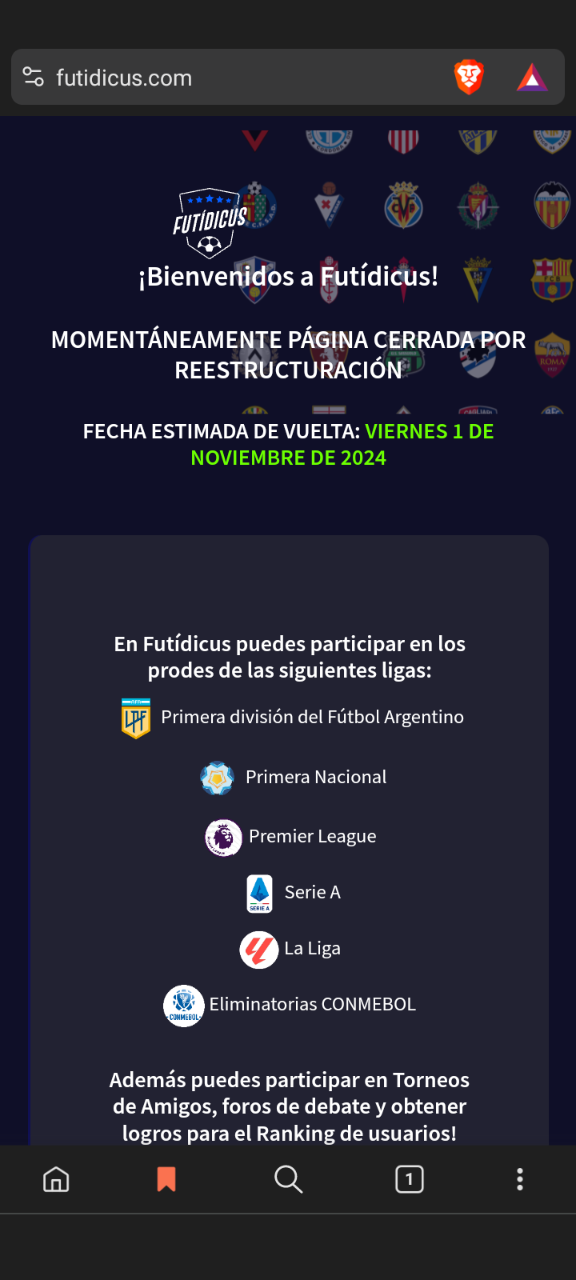 futidicus.com
FUTÍDICUS
¡Bienvenidos a Futídicus!
MOMENTÁNEAMENTE PÁGINA CERRADA POR
REESTRUCTURACIÓN
FECHA ESTIMADA DE VUELTA: VIERNES 1 DE
NOVIEMBRE DE 2024
En Futídicus puedes participar en los
prodes de las siguientes ligas:
LPF Primera división del Fútbol Argentino
Primera Nacional
Premier League
SERIE A Serie A
La Liga
CONMEBOL Eliminatorias CONMEBOL
Además puedes participar en Torneos
de Amigos, foros de debate y obtener
logros para el Ranking de usuarios!
1